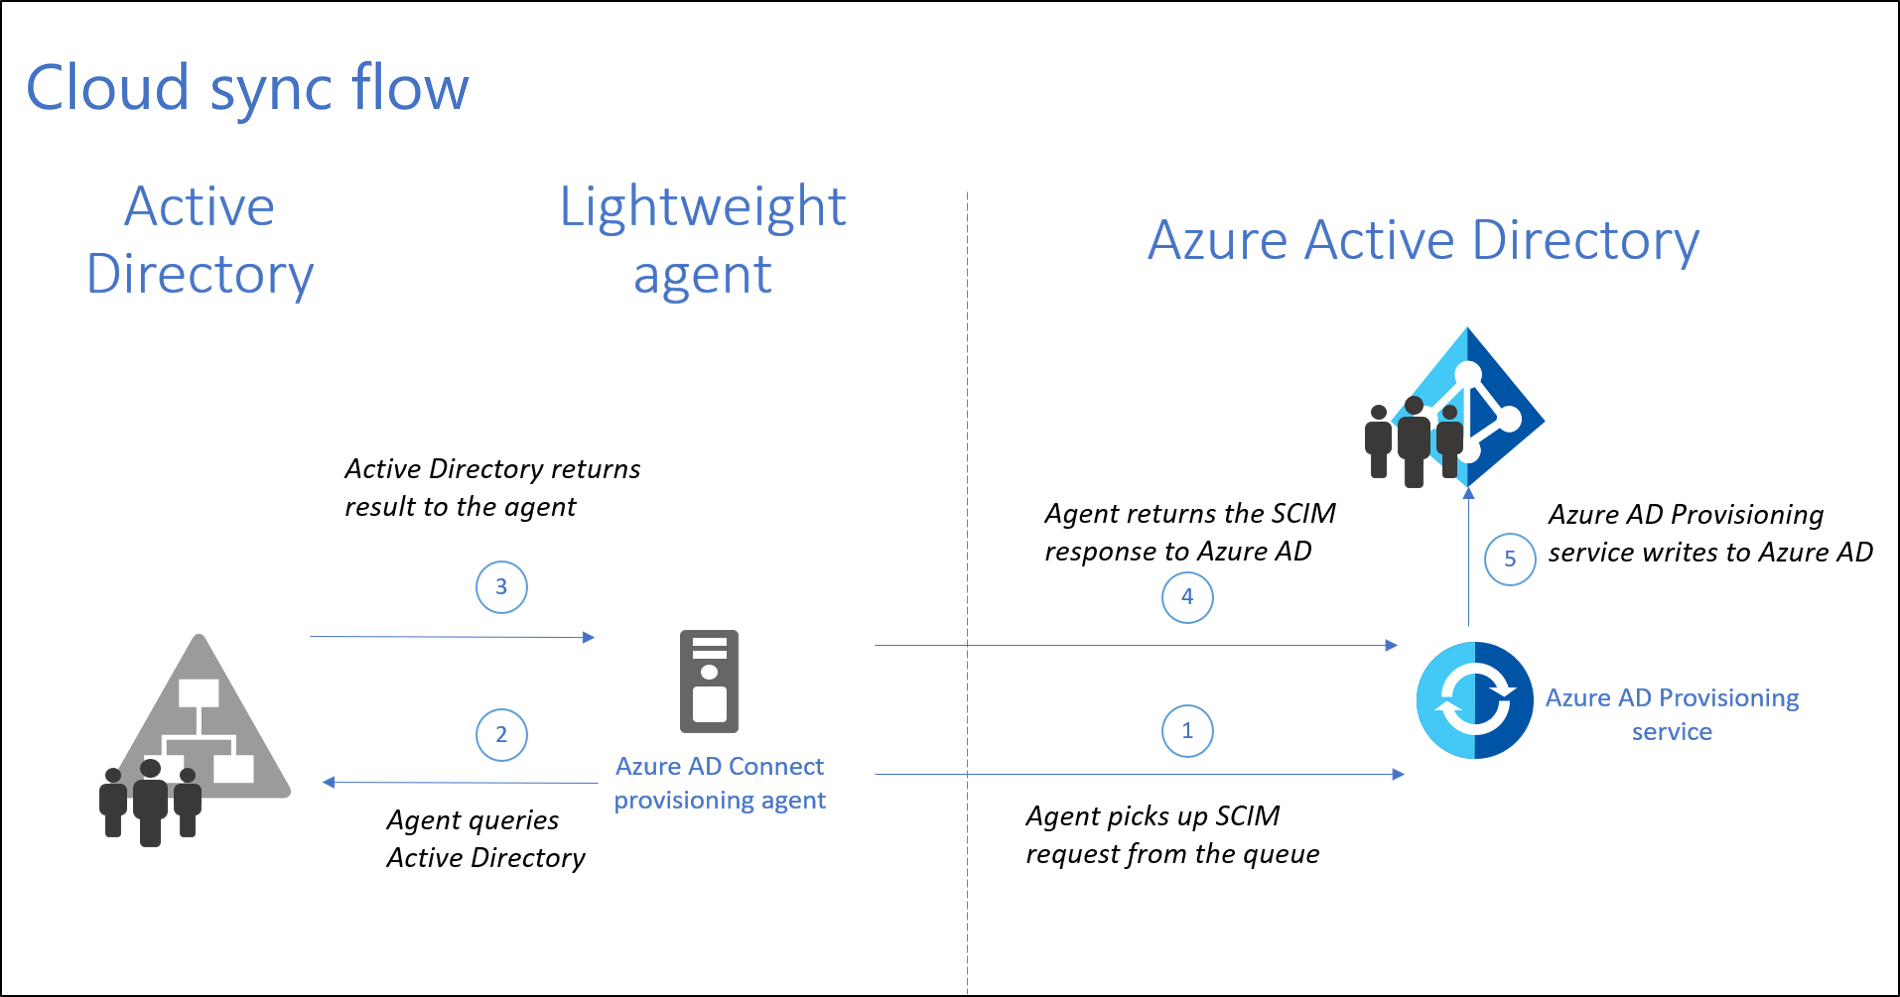 Cloud sync flow
Active
Directory
Lightweight
agent
Azure Active Directory
Active Directory returns
result to the agent
3
2
Azure AD Connect
provisioning agent
Agent queries
Active Directory
Agent returns the SCIM
response to Azure AD
4
5
Azure AD Provisioning
service writes to Azure AD
1
Azure AD Provisioning
service
Agent picks up SCIM
request from the queue